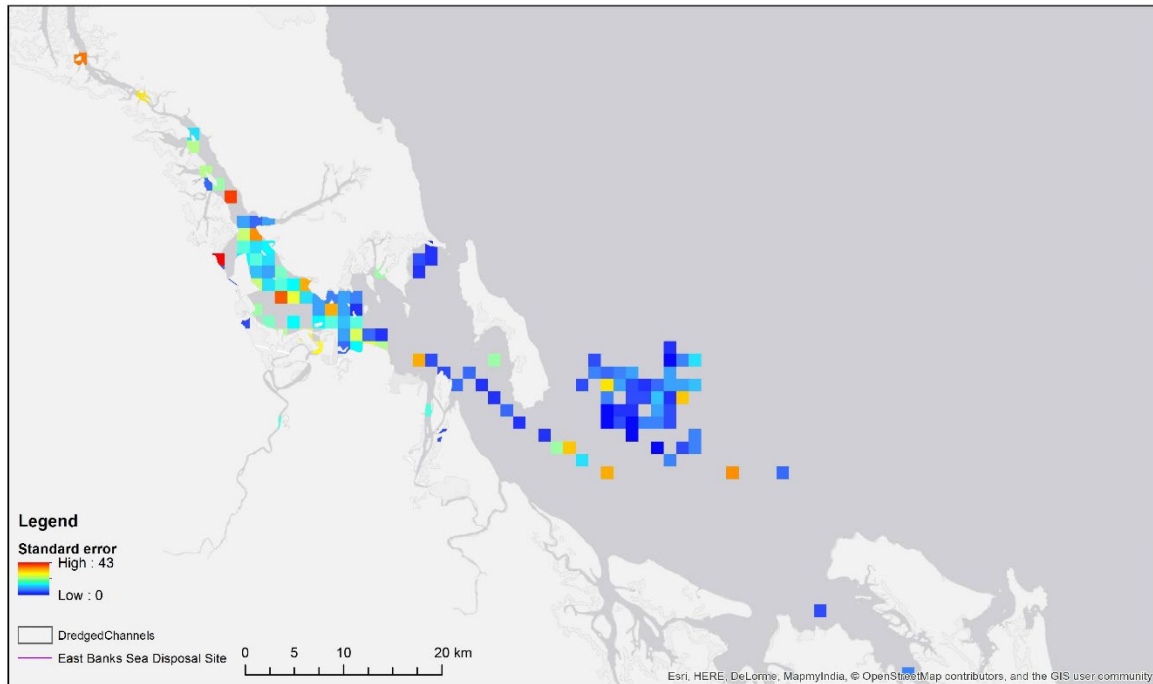 Legend
Standard error
High : 43
Low : 0
DredgedChannels
East Banks Sea Disposal Site
0 5 10 20 km
Esri, HERE, DeLorme, MapmyIndia, © OpenStreetMap contributors, and the GIS user community